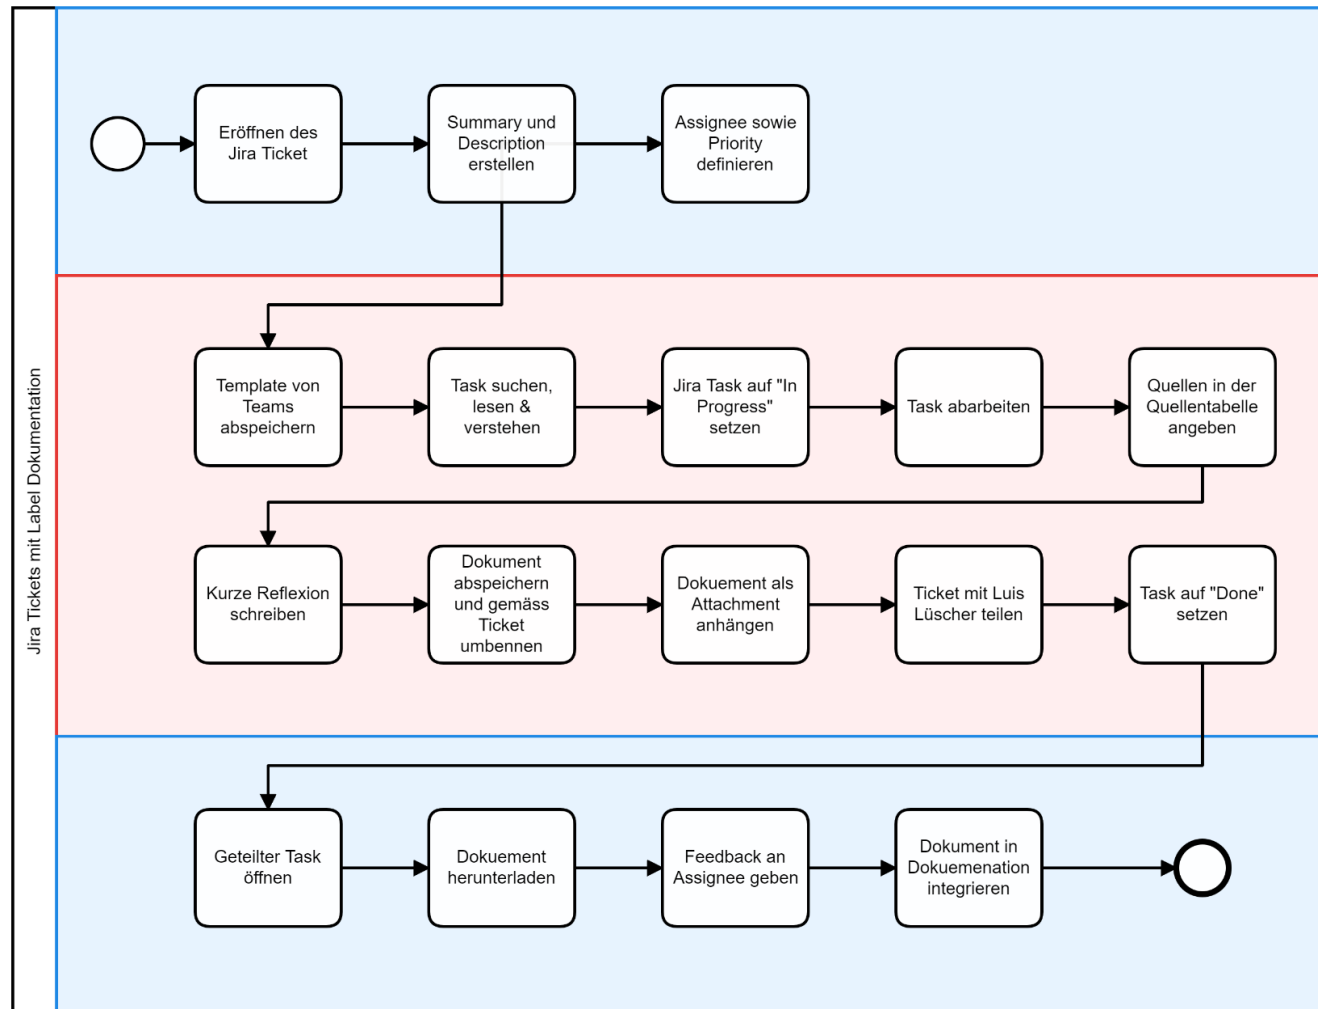 Jira Tickets mit Label Dokumentation
Eröffnen des
Jira Ticket
Summary und
Description
erstellen
Assignee sowie
Priority
definieren
Template von
Teams
abspeichern
Task suchen,
lesen &
verstehen
Jira Task auf "In
Progress"
setzen
Task abarbeiten
Quellen in der
Quellentabelle
angeben
Kurze Reflexion
schreiben
Dokument
abspeichern
und gemäss
Ticket
umbennen
Dokuement als
Attachment
anhängen
Ticket mit Luis
Lüscher teilen
Task auf "Done"
setzen
Geteilter Task
öffnen
Dokuement
herunterladen
Feedback an
Assignee geben
Dokument in
Dokuemenation
integrieren